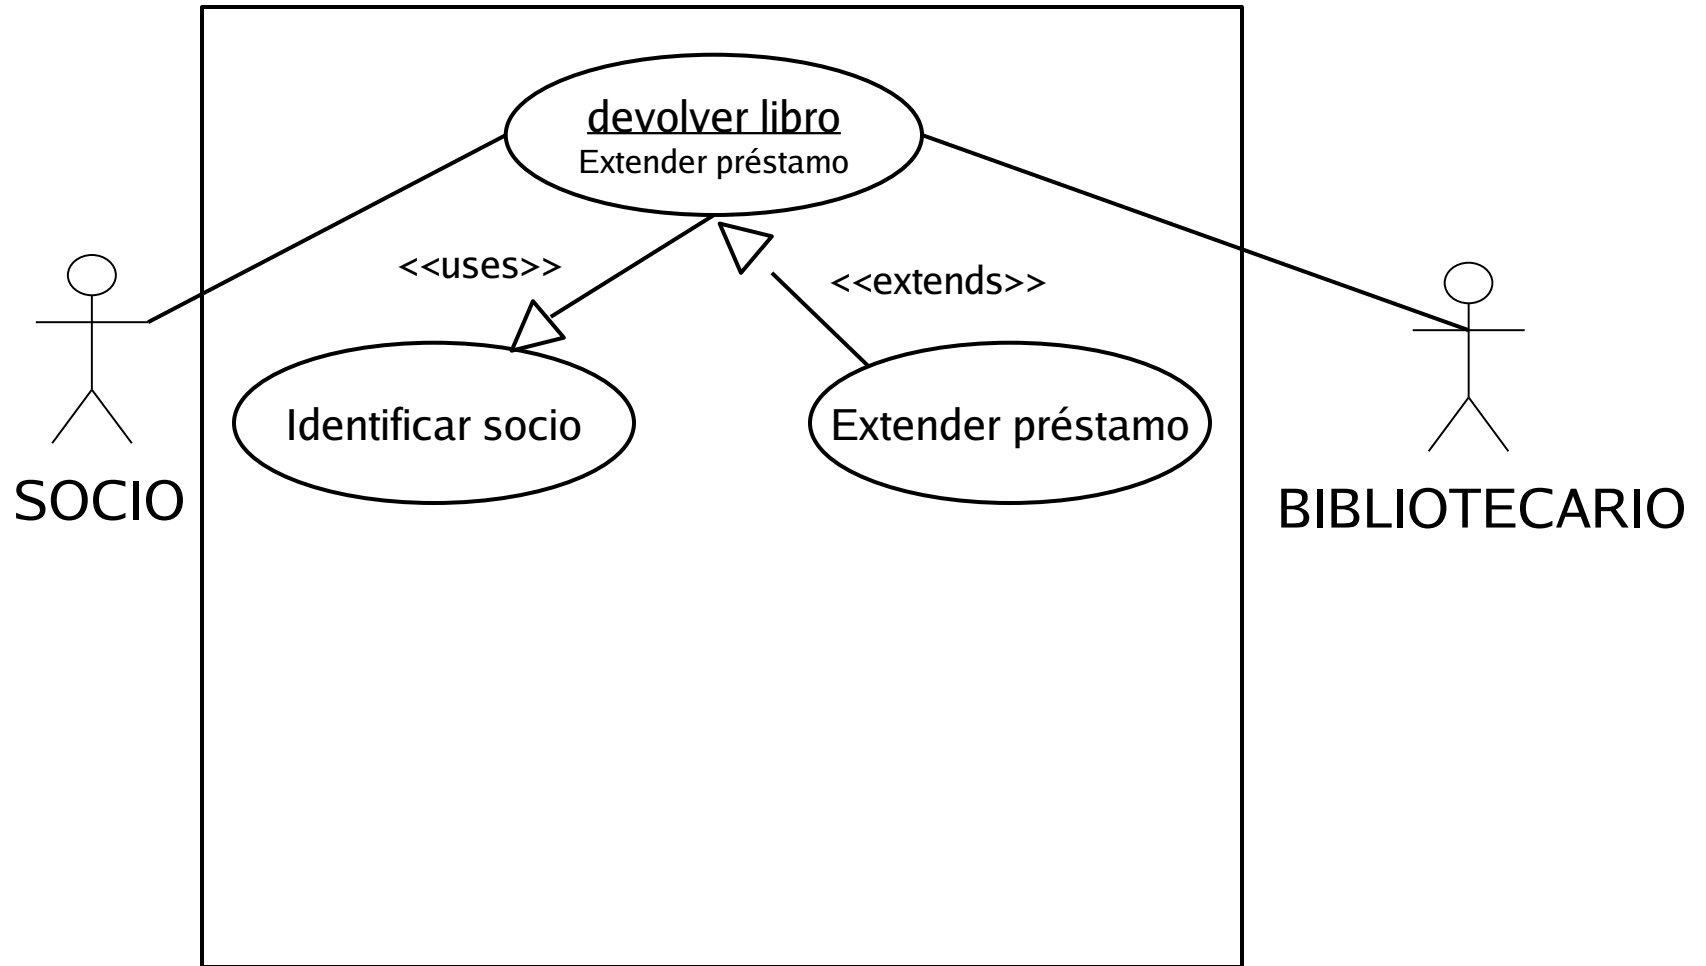 devolver libro
Extender préstamo
<<uses>>
<<extends>>
Identificar socio
Extender préstamo
SOCIO
BIBLIOTECARIO